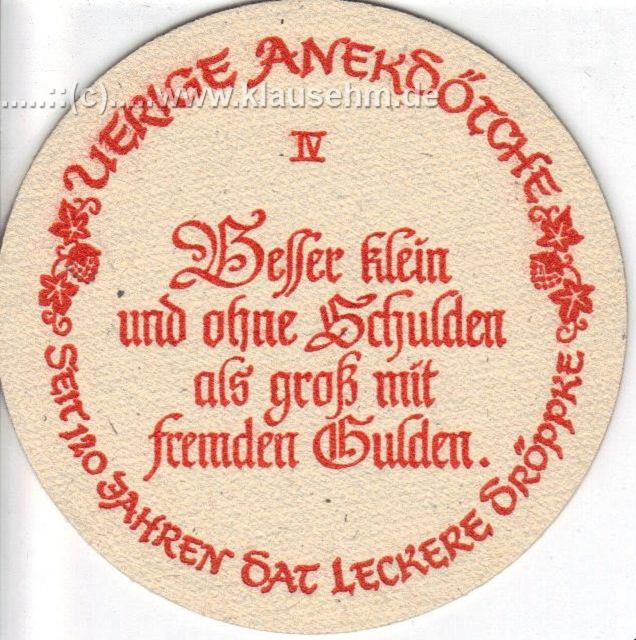 ......::(c).....www.klausehm.de
UERIGE ANEKDÖTCHE
IV
Besser klein
und ohne Schulden
als groß mit
fremden Gulden.
SEIT 120 JAHREN DAT LECKERE DRÖPPKE